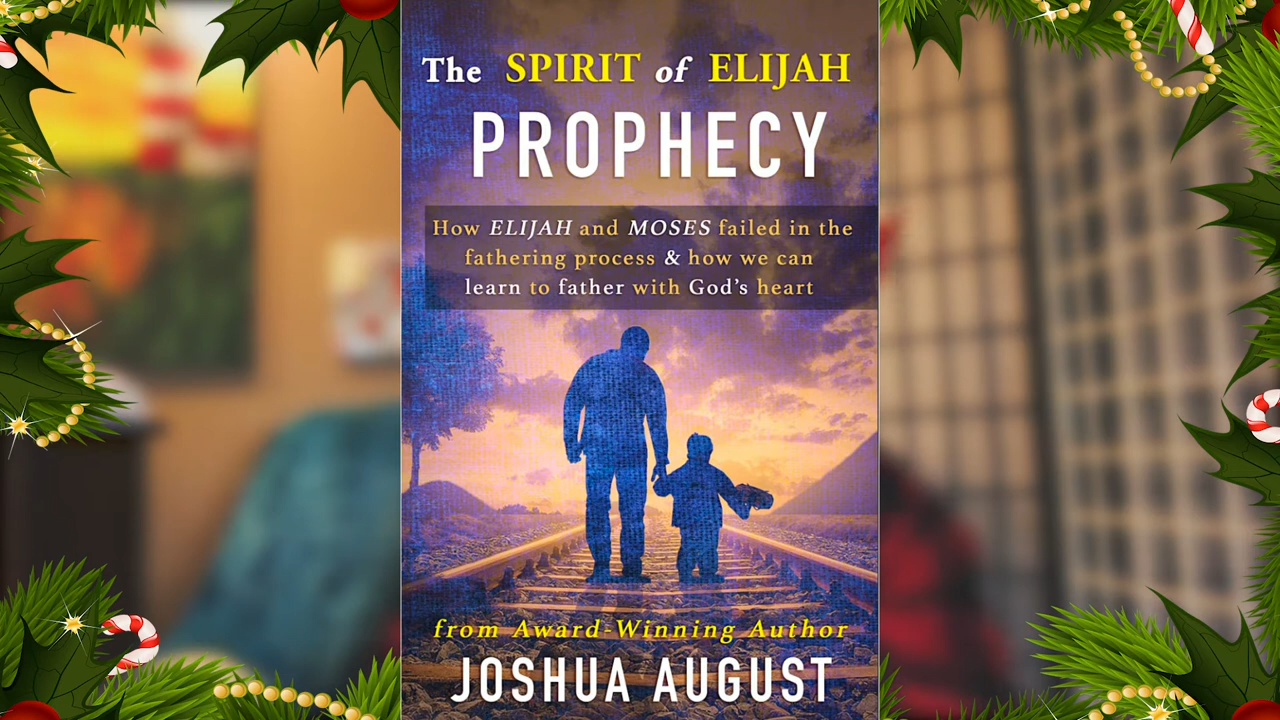 The SPIRIT of ELIJAH
PROPHECY
How ELIJAH and MOSES failed in the
fathering process & how we can
learn to father with God's heart
from Award-Winning Author
JOSHUA AUGUST